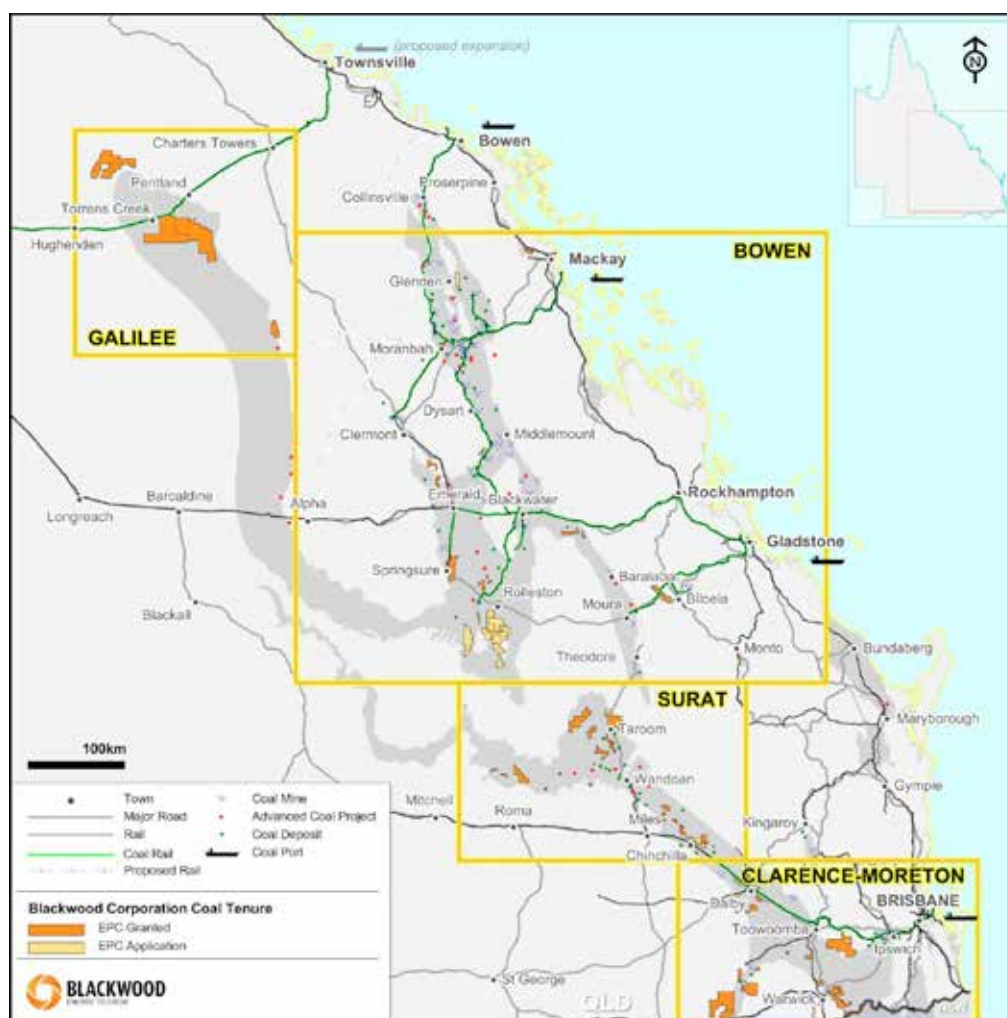 (proposed expansion)
Townsville
N
Charters Towers
Bowen
Pentland
Proserpine
Collinsville
Torrens Creek
Hughenden
BOWEN
Mackay
Glenden
GALILEE
Moranbah
Dysart
Clermont
Middlemount
Rockhampton
Barcaldine
Alpha
Emerald
Blackwater
Longreach
Gladstone
Springsure
Baralaba
Rolleston
Moura
Biloela
Blackall
Theodore
Monto
Bundaberg
SURAT
Taroom
Maryborough
100km
Wandoan
Gympie
Mitchell
Roma
Miles
Kingaroy
Chinchilla
CLARENCE-MORETON
Dalby
BRISBANE
Toowoomba
Ipswich
St George
QLD
Warwick
NSW
Town
Major Road
Rail
Coal Rail
Proposed Rail
Coal Mine
Advanced Coal Project
Coal Deposit
Coal Port
Blackwood Corporation Coal Tenure
EPC Granted
EPC Application
BLACKWOOD